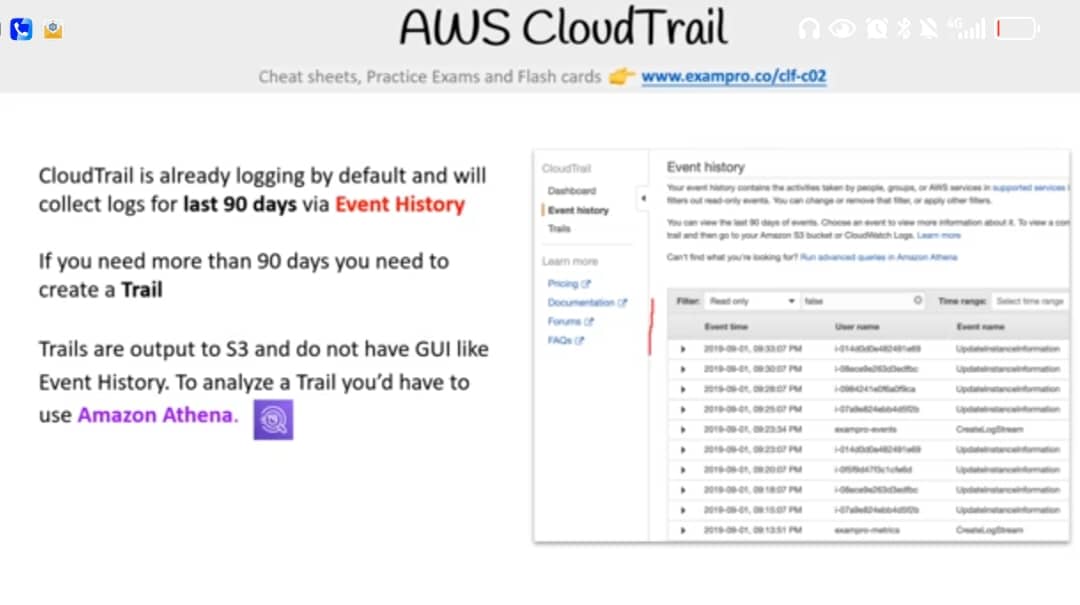 AWS CloudTrail
4G
Cheat sheets, Practice Exams and Flash cards 👉 www.exampro.co/clf-c02
CloudTrail is already logging by default and will
collect logs for last 90 days via Event History
If you need more than 90 days you need to
create a Trail
Trails are output to S3 and do not have GUI like
Event History. To analyze a Trail you’d have to
use Amazon Athena.
CloudTrail
Dashboard
Event history
Trails
Learn more
Pricing
Documentation
Forums
FAQs
Event history
Your event history contains the activities taken by people, groups, or AWS services in supported services
filters out read-only events. You can change or remove that filter, or apply other filters.
You can view the last 90 days of events. Choose an event to view more information about it. To view a com
trail and then go to your Amazon S3 bucket or CloudWatch Logs. Learn more
Can't find what you're looking for? Run advanced queries in Amazon Athena
Filter: Read only false Time range: Select time range
Event time User name Event name
2019-09-01, 09:33:07 PM UpdateInstanceInformation
2019-09-01, 09:30:07 PM UpdateInstanceInformation
2019-09-01, 09:28:07 PM UpdateInstanceInformation
2019-09-01, 09:25:07 PM UpdateInstanceInformation
2019-09-01, 09:23:34 PM exampro-events CreateLogStream
2019-09-01, 09:23:07 PM UpdateInstanceInformation
2019-09-01, 09:20:07 PM UpdateInstanceInformation
2019-09-01, 09:18:07 PM UpdateInstanceInformation
2019-09-01, 09:15:07 PM UpdateInstanceInformation
2019-09-01, 09:13:51 PM exampro-metrics CreateLogStream